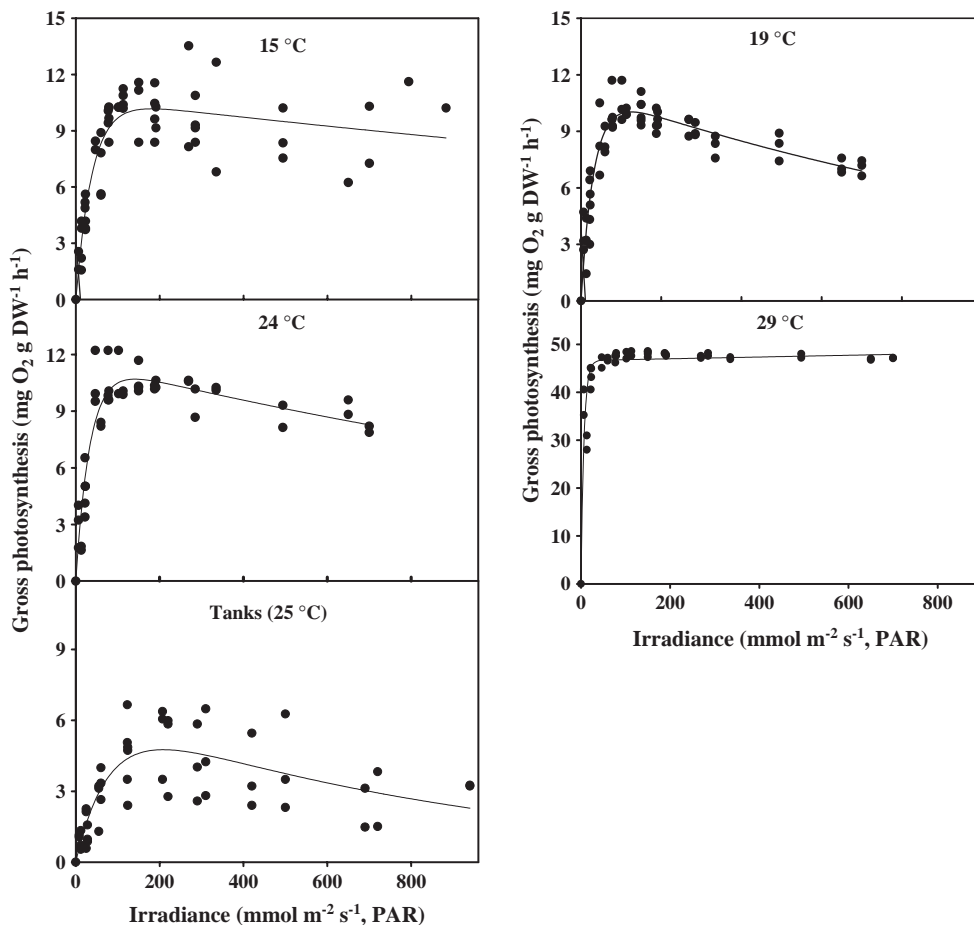 Gross photosynthesis (mg O₂ g DW⁻¹ h⁻¹)
15 °C
15
12
9
6
3
0
24 °C
12
9
6
3
0
Tanks (25 °C)
9
6
3
0
0 200 400 600 800
Irradiance (mmol m⁻² s⁻¹, PAR)
Gross photosynthesis (mg O₂ g DW⁻¹ h⁻¹)
19 °C
15
12
9
6
3
0
29 °C
50
40
30
20
10
0
0 200 400 600 800
Irradiance (mmol m⁻² s⁻¹, PAR)